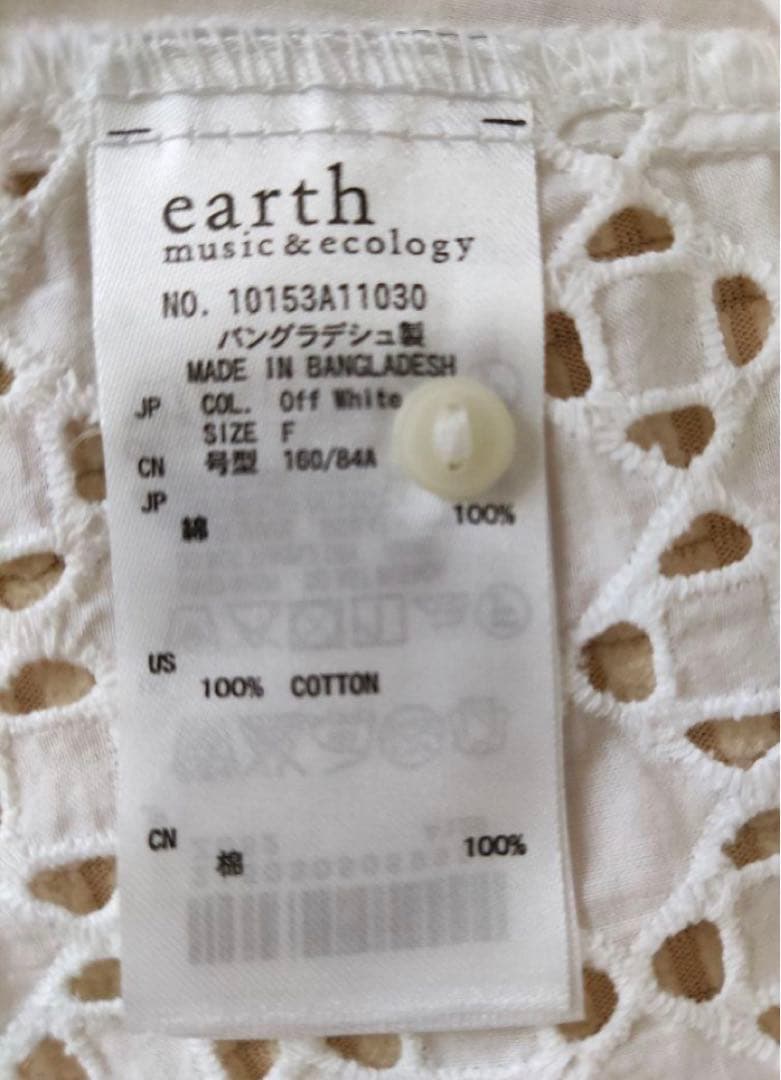 earth
music & ecology
NO. 10153A11030
バングラデシュ製
MADE IN BANGLADESH
JP COL. Off White
SIZE F
CN 号型 160/84A
JP
綿 100%
US
100% COTTON
CN
棉 100%